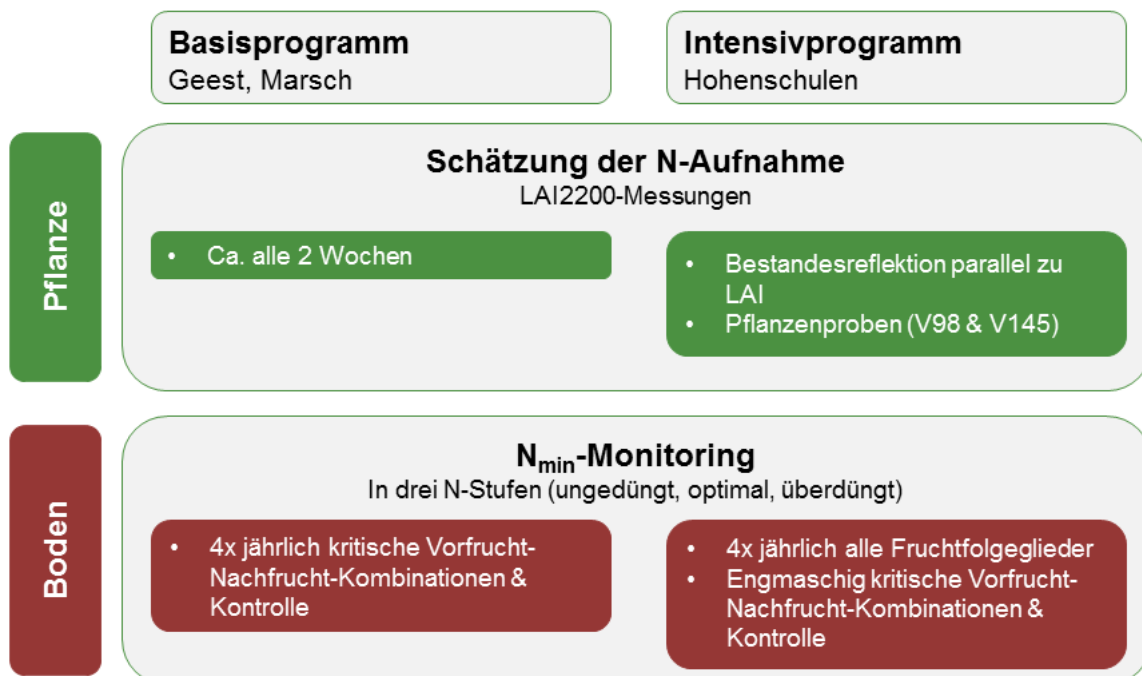 Basisprogramm
Geest, Marsch
Intensivprogramm
Hohenschulen
Pflanze
Schätzung der N-Aufnahme
LAI2200-Messungen
• Ca. alle 2 Wochen
• Bestandesreflektion parallel zu
LAI
• Pflanzenproben (V98 & V145)
Boden
Nmin-Monitoring
In drei N-Stufen (ungedüngt, optimal, überdüngt)
• 4x jährlich kritische Vorfrucht-
Nachfrucht-Kombinationen &
Kontrolle
• 4x jährlich alle Fruchtfolgeglieder
• Engmaschig kritische Vorfrucht-
Nachfrucht-Kombinationen &
Kontrolle